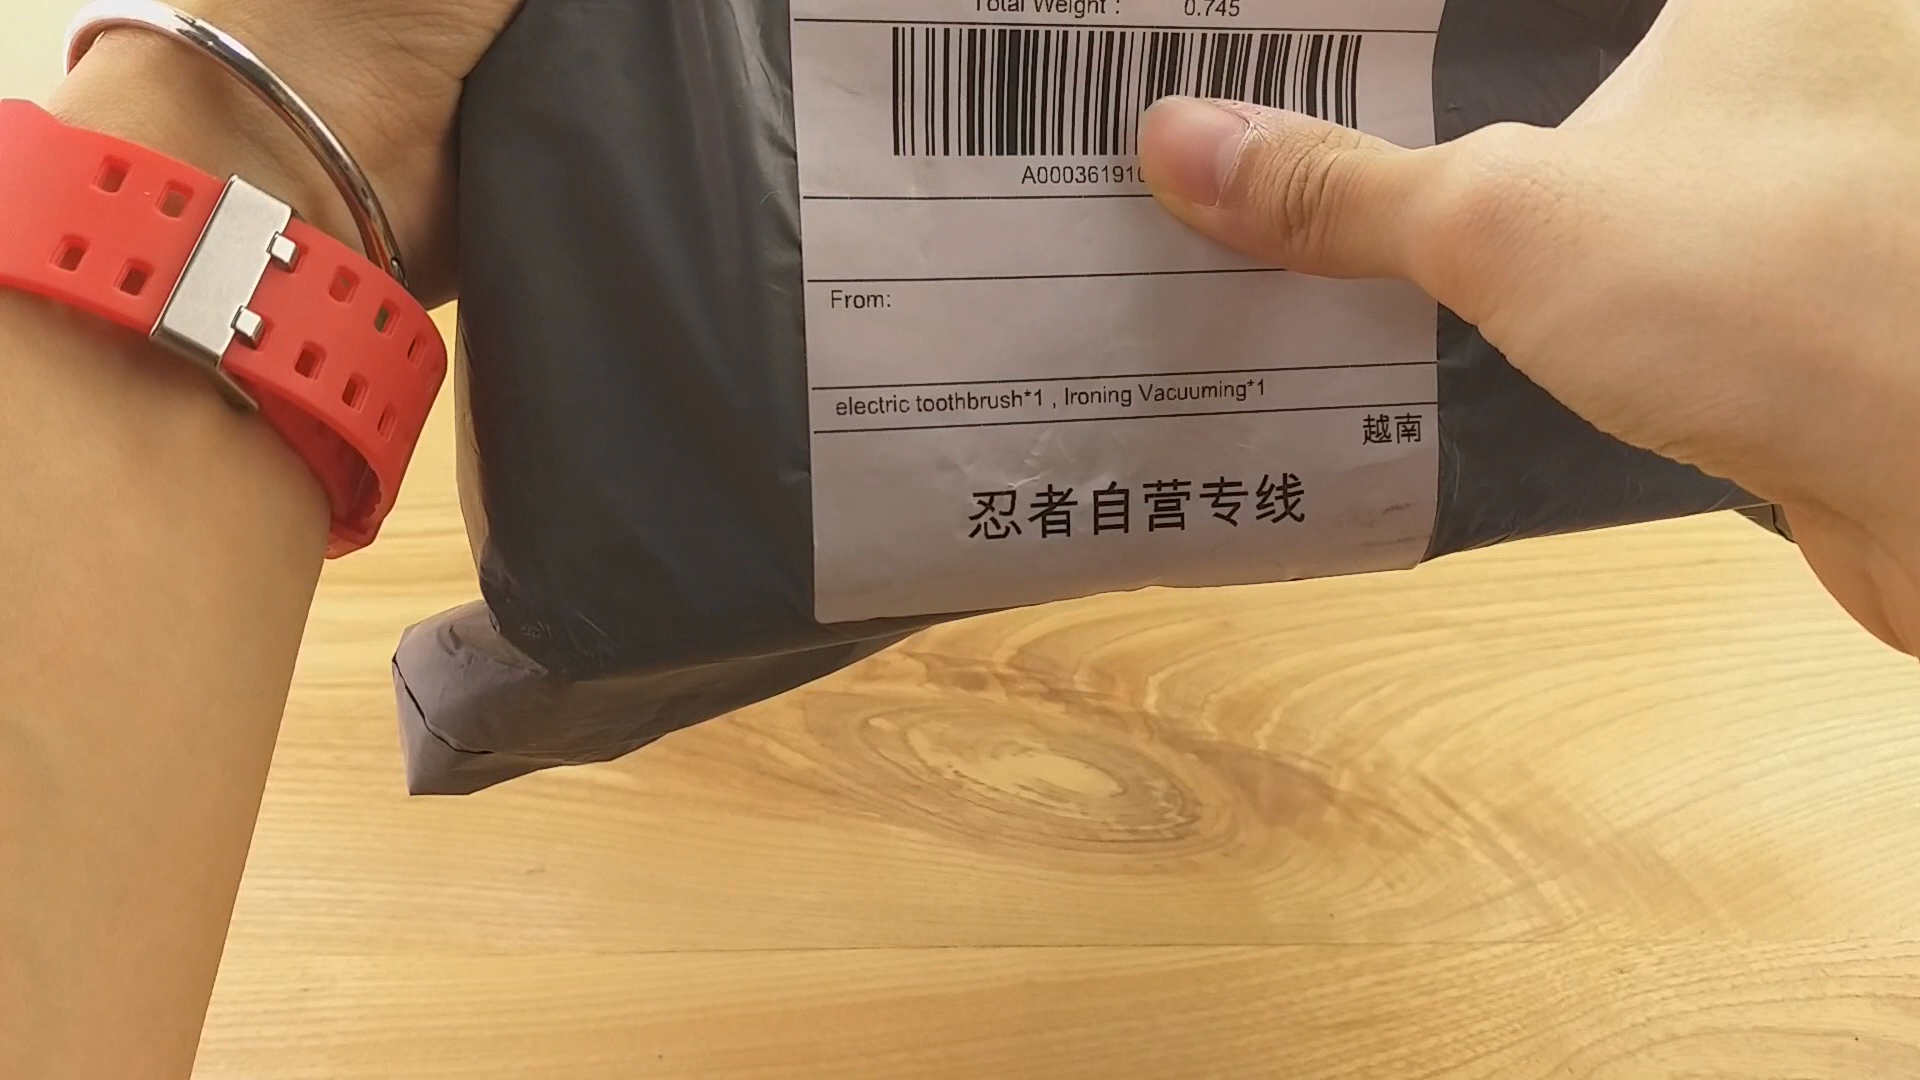 Total Weight : 0.745
A000361910
From:
electric toothbrush*1 , Ironing Vacuuming*1
越南
忍者自营专线